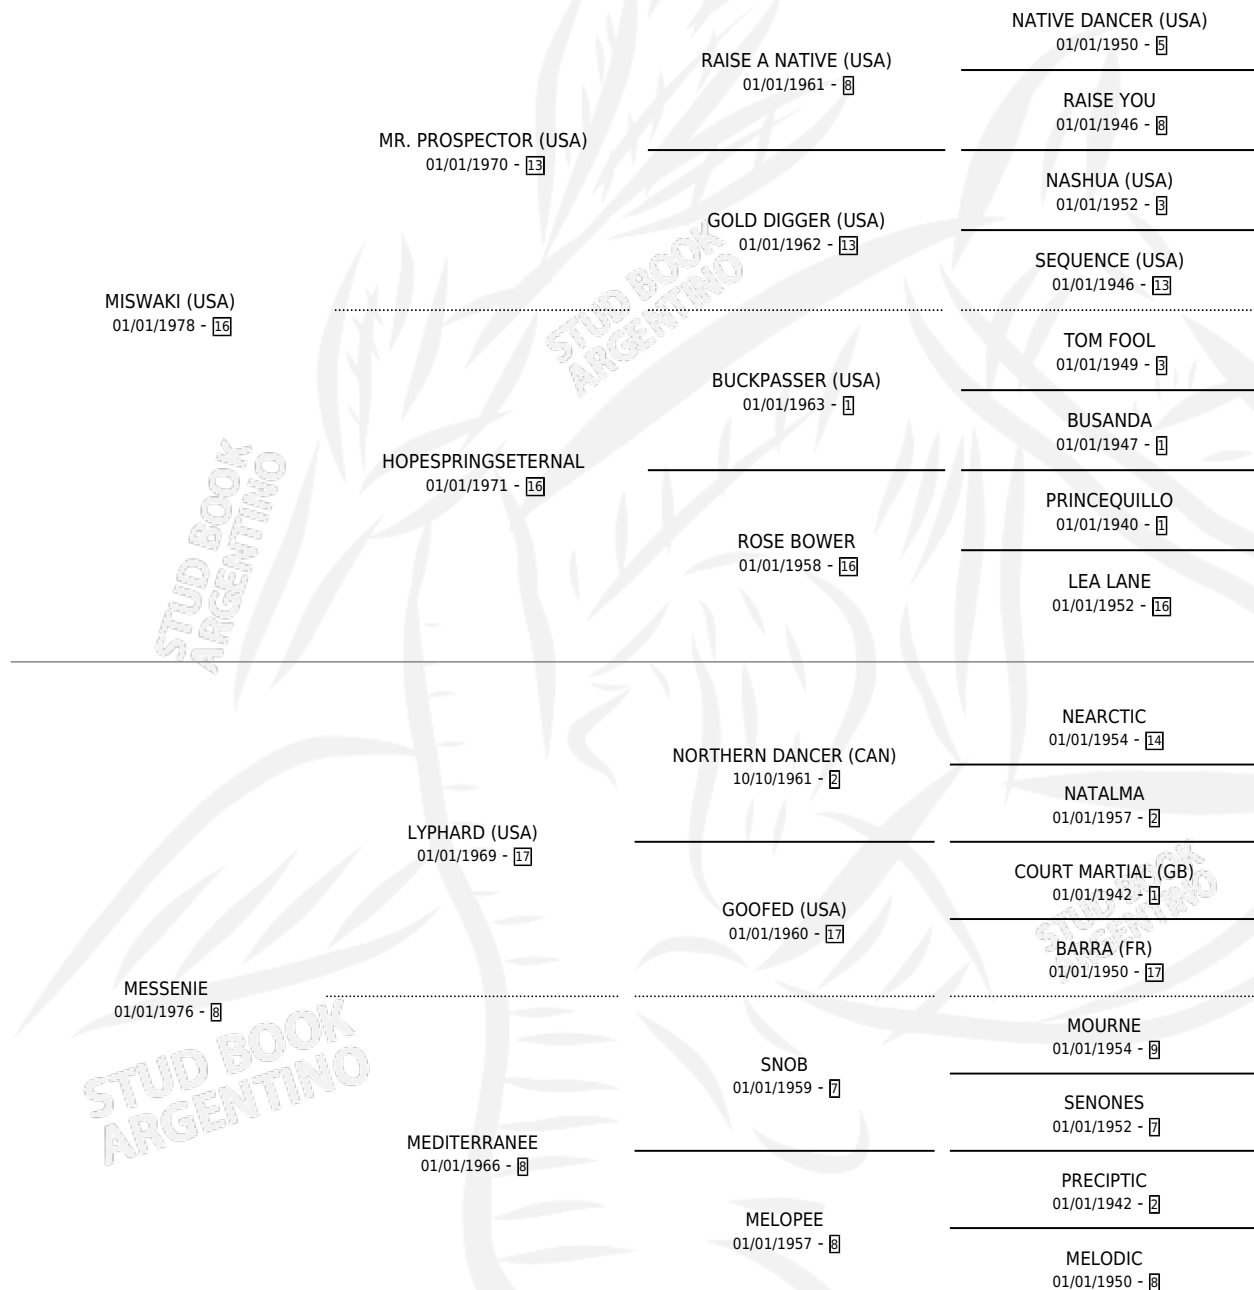 NATIVE DANCER (USA)
01/01/1950 - 5
RAISE A NATIVE (USA)
01/01/1961 - 8
RAISE YOU
01/01/1946 - 8
MR. PROSPECTOR (USA)
01/01/1970 - 13
NASHUA (USA)
01/01/1952 - 3
GOLD DIGGER (USA)
01/01/1962 - 13
SEQUENCE (USA)
01/01/1946 - 13
MISWAKI (USA)
01/01/1978 - 16
STUD BOOK
ARGENTINO
TOM FOOL
01/01/1949 - 3
BUCKPASSER (USA)
01/01/1963 - 1
BUSANDA
01/01/1947 - 1
HOPESPRINGSETERNAL
01/01/1971 - 16
PRINCEQUILLO
01/01/1940 - 1
ROSE BOWER
01/01/1958 - 16
LEA LANE
01/01/1952 - 16
STUD BOOK
ARGENTINO
NEARCTIC
01/01/1954 - 14
NORTHERN DANCER (CAN)
10/10/1961 - 2
NATALMA
01/01/1957 - 2
LYPHARD (USA)
01/01/1969 - 17
COURT MARTIAL (GB)
01/01/1942 - 1
GOOFED (USA)
01/01/1960 - 17
STUD BOOK
ARGENTINO
BARRA (FR)
01/01/1950 - 17
MESSENIE
01/01/1976 - 8
MOURNE
01/01/1954 - 9
SNOB
01/01/1959 - 7
SENONES
01/01/1952 - 7
STUD BOOK
ARGENTINO
MEDITERRANEE
01/01/1966 - 8
PRECIPTIC
01/01/1942 - 2
MELOPEE
01/01/1957 - 8
MELODIC
01/01/1950 - 8